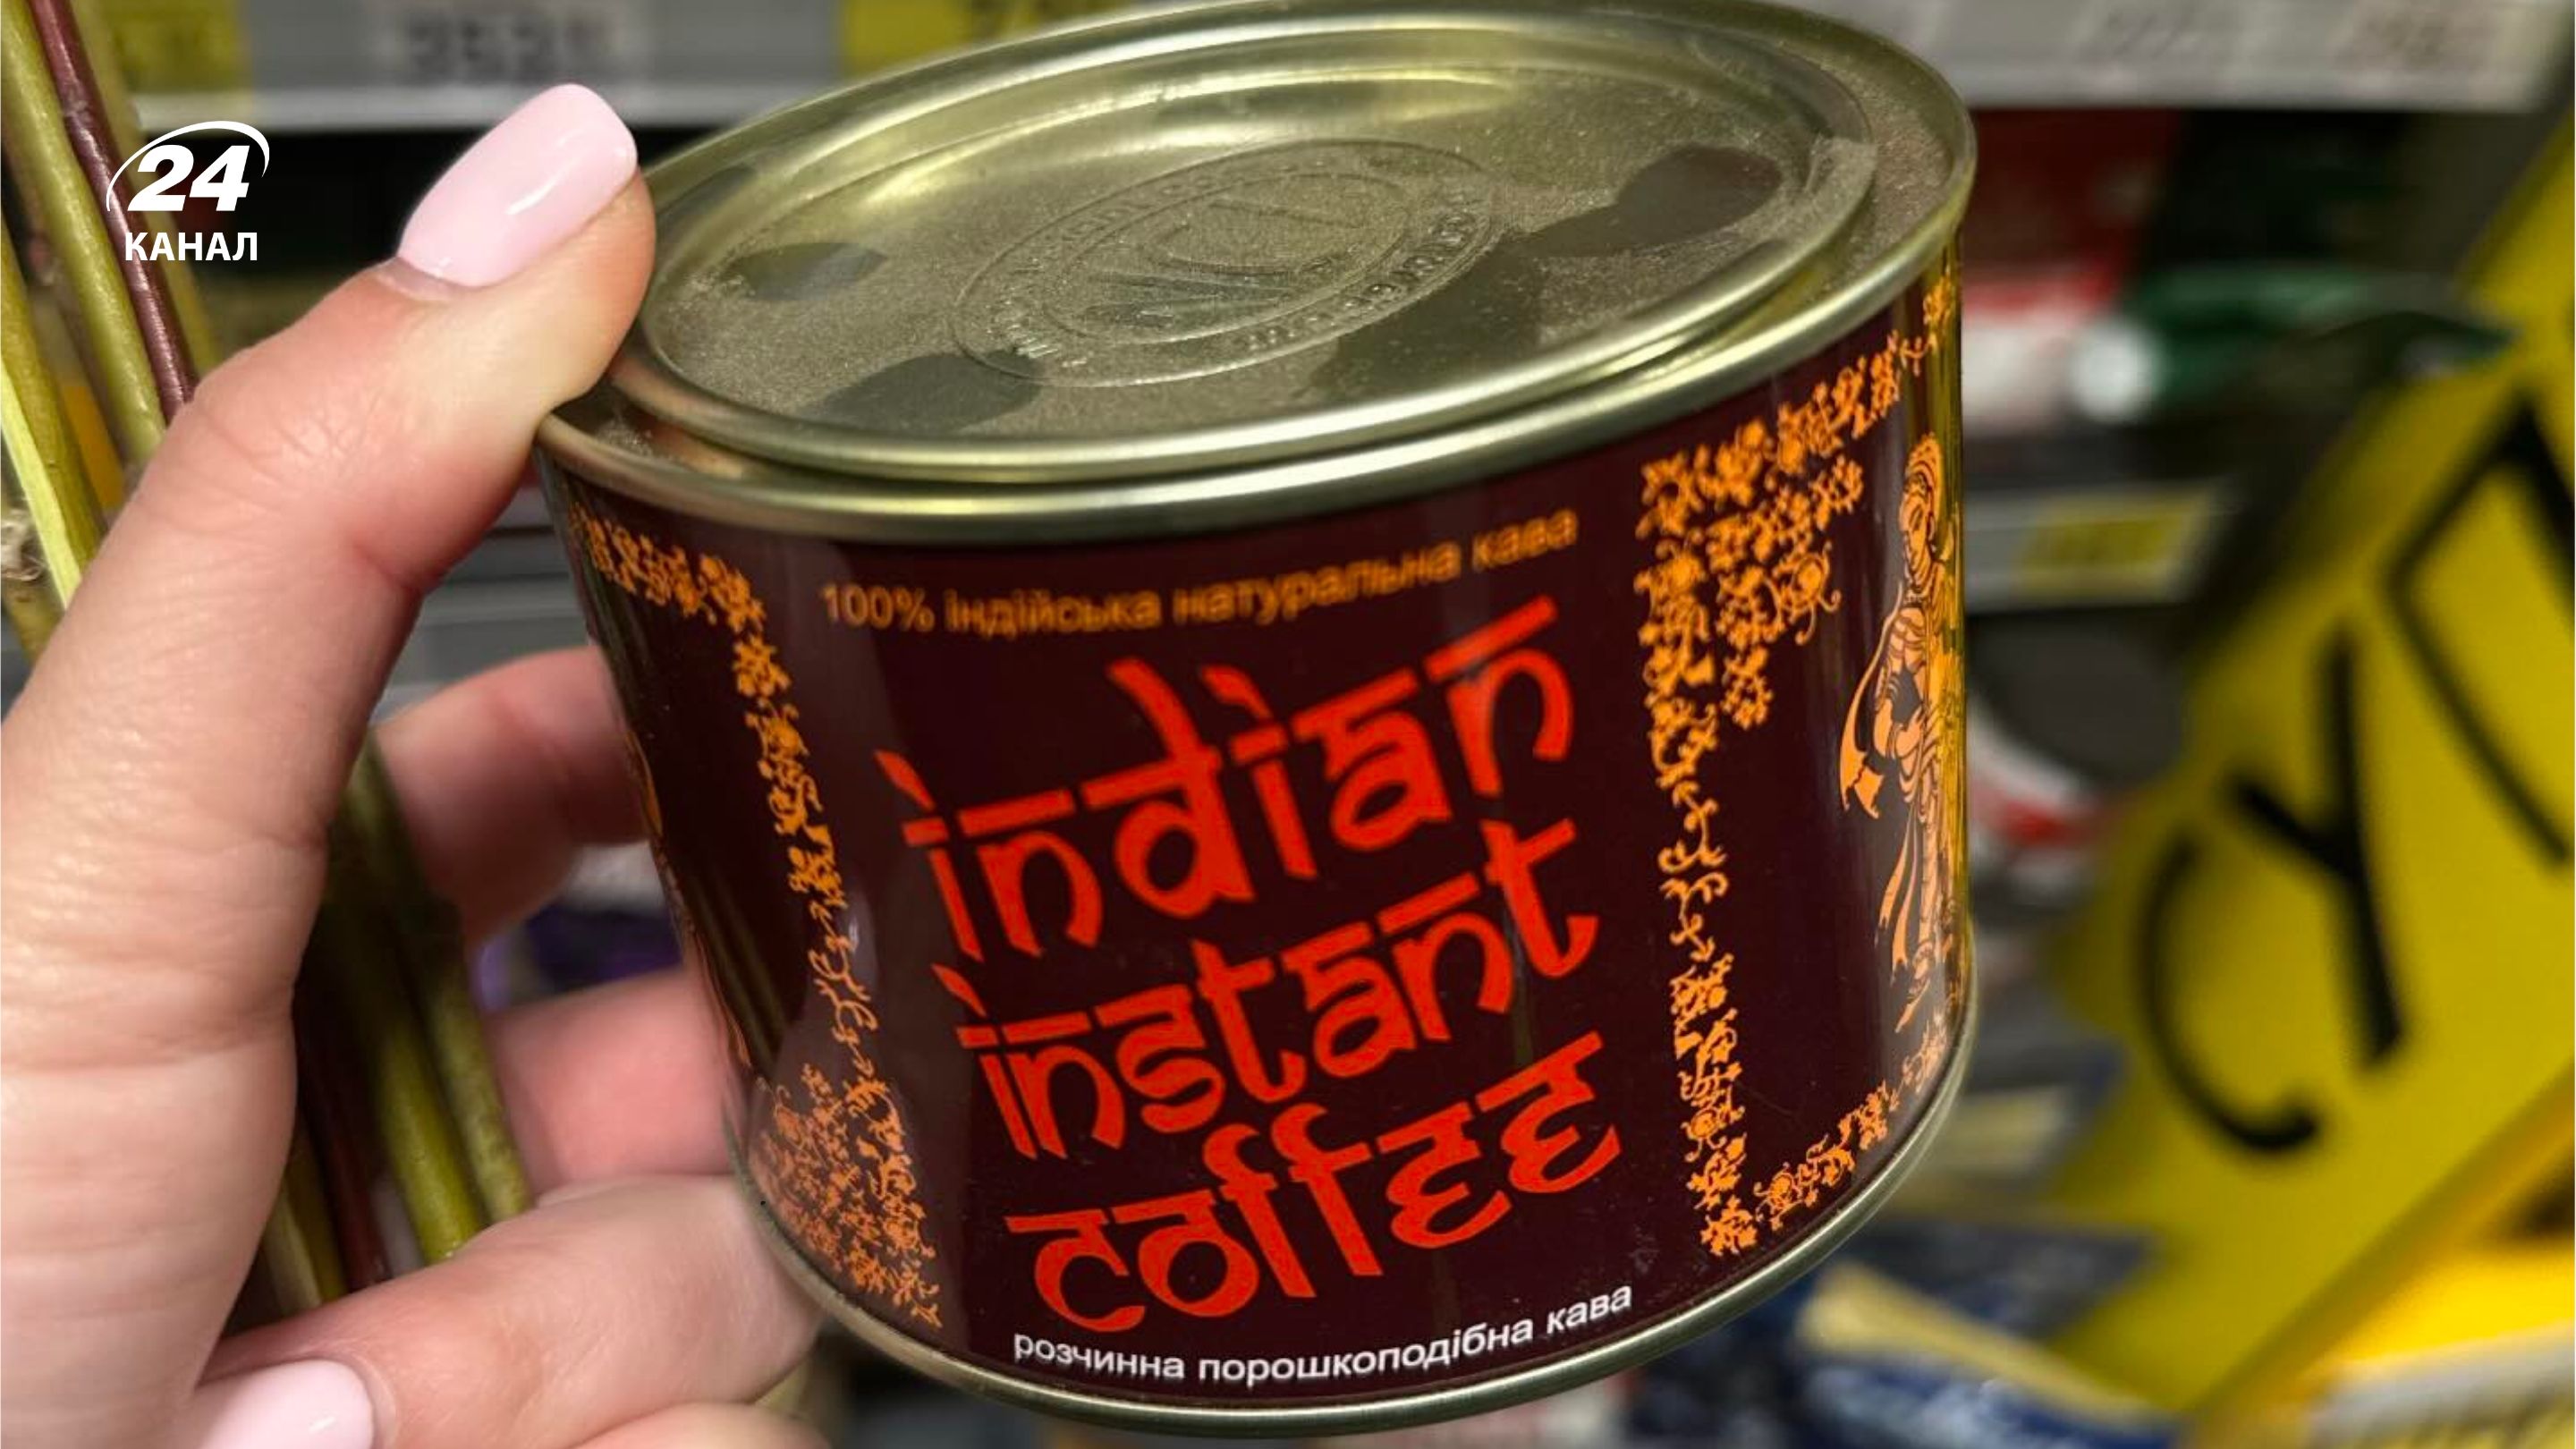 24
КАНАЛ
100% індійська натуральна кава
indian
instant
coffee
розчинна порошкоподібна кава